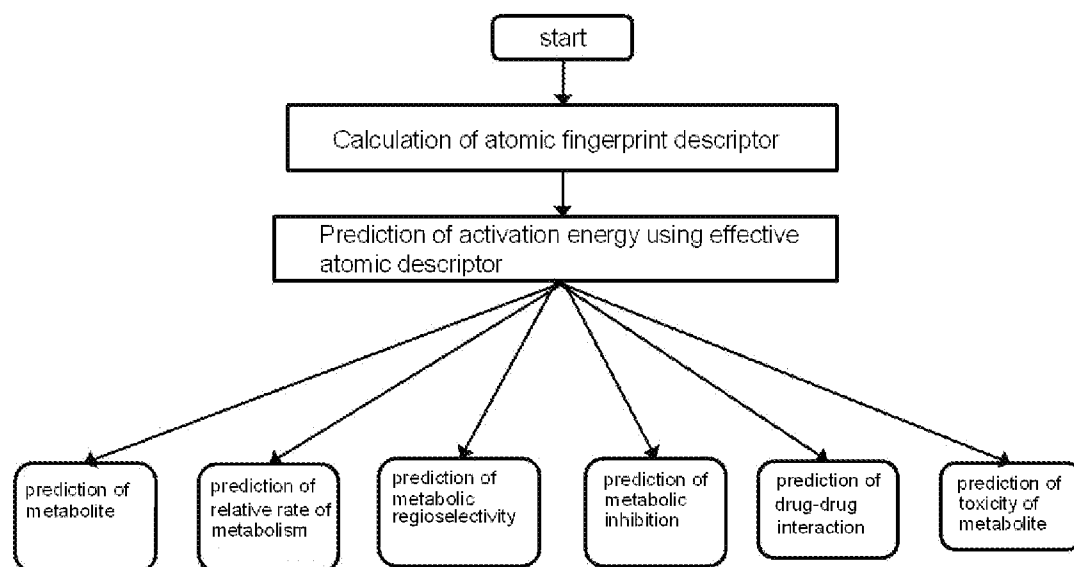 start
Calculation of atomic fingerprint descriptor
Prediction of activation energy using effective
atomic descriptor
prediction of
metabolite
prediction of
relative rate of
metabolism
prediction of
metabolic
regioselectivity
prediction of
metabolic
inhibition
prediction of
drug-drug
interaction
prediction of
toxicity of
metabolite